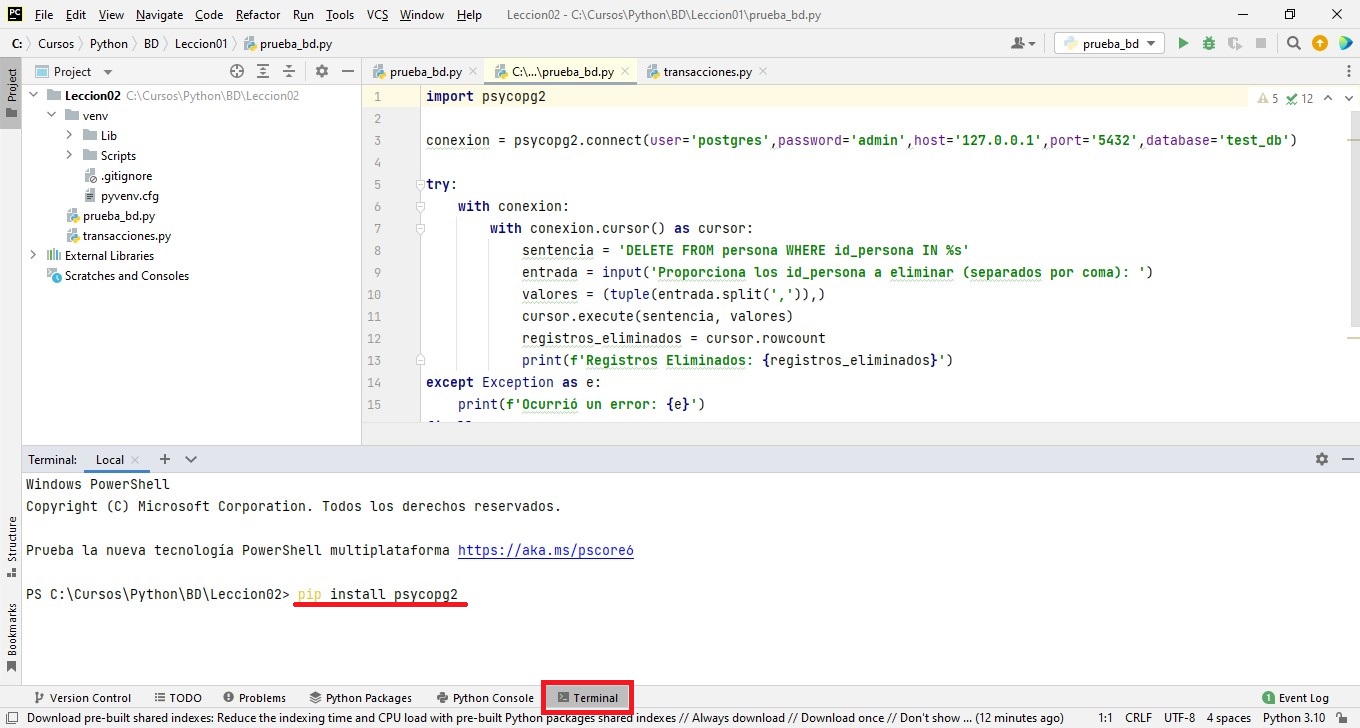 PC File Edit View Navigate Code Refactor Run Tools VCS Window Help Leccion02 - C:\Cursos\Python\BD\Leccion01\prueba_bd.py
C: Cursos Python BD Leccion01 prueba_bd.py prueba_bd
Project
Project
prueba_bd.py C:\...\prueba_bd.py transacciones.py
Leccion02 C:\Cursos\Python\BD\Leccion02
venv
Lib
Scripts
.gitignore
pyvenv.cfg
prueba_bd.py
transacciones.py
External Libraries
Scratches and Consoles
5 12
1 import psycopg2
2
3 conexion = psycopg2.connect(user='postgres',password='admin',host='127.0.0.1',port='5432',database='test_db')
4
5 try:
6 with conexion:
7 with conexion.cursor() as cursor:
8 sentencia = 'DELETE FROM persona WHERE id_persona IN %s'
9 entrada = input('Proporciona los id_persona a eliminar (separados por coma): ')
10 valores = (tuple(entrada.split(',')),)
11 cursor.execute(sentencia, valores)
12 registros_eliminados = cursor.rowcount
13 print(f'Registros Eliminados: {registros_eliminados}')
14 except Exception as e:
15 print(f'Ocurrió un error: {e}')
Terminal: Local
Windows PowerShell
Copyright (C) Microsoft Corporation. Todos los derechos reservados.
Prueba la nueva tecnología PowerShell multiplataforma https://aka.ms/pscore6
PS C:\Cursos\Python\BD\Leccion02> pip install psycopg2
Structure
Bookmarks
Version Control TODO Problems Python Packages Python Console Terminal 1 Event Log
Download pre-built shared indexes: Reduce the indexing time and CPU load with pre-built Python packages shared indexes // Always download // Download once // Don't show ... (12 minutes ago) 1:1 CRLF UTF-8 4 spaces Python 3.10